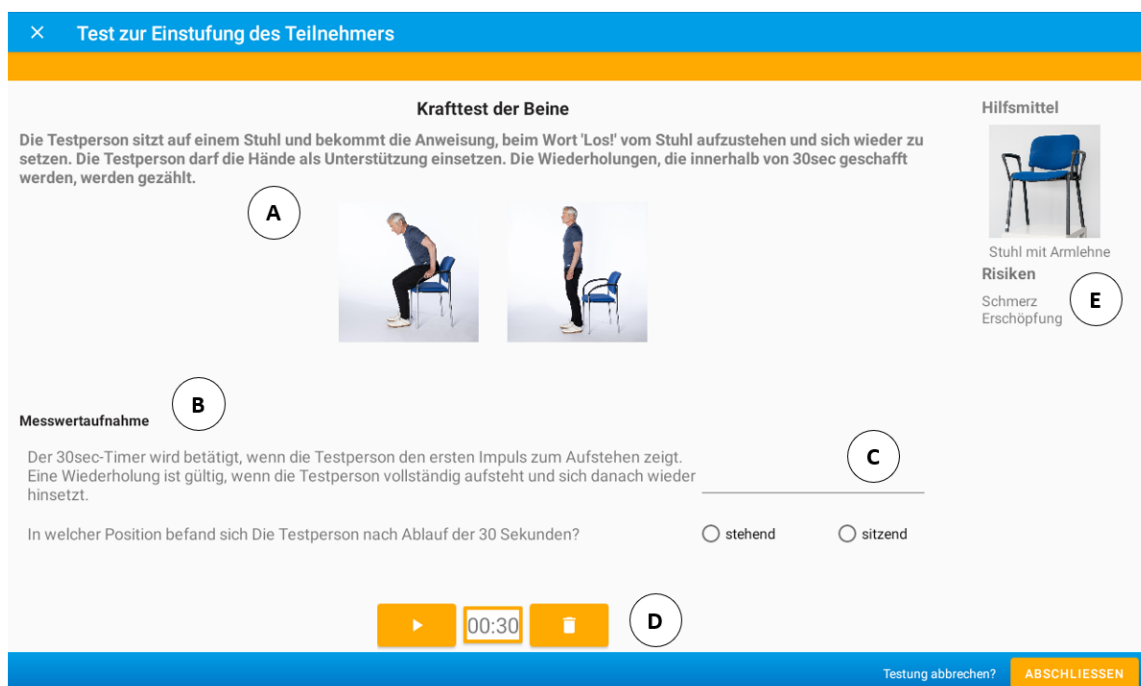 Test zur Einstufung des Teilnehmers
Krafttest der Beine
Die Testperson sitzt auf einem Stuhl und bekommt die Anweisung, beim Wort 'Los!' vom Stuhl aufzustehen und sich wieder zu
setzen. Die Testperson darf die Hände als Unterstützung einsetzen. Die Wiederholungen, die innerhalb von 30sec geschafft
werden, werden gezählt.
A
Hilfsmittel
Stuhl mit Armlehne
Risiken
Schmerz
Erschöpfung
E
B
Messwertaufnahme
Der 30sec-Timer wird betätigt, wenn die Testperson den ersten Impuls zum Aufstehen zeigt.
Eine Wiederholung ist gültig, wenn die Testperson vollständig aufsteht und sich danach wieder
hinsetzt.
C
In welcher Position befand sich Die Testperson nach Ablauf der 30 Sekunden?
stehend
sitzend
00:30
D
Testung abbrechen?
ABSCHLIESSEN